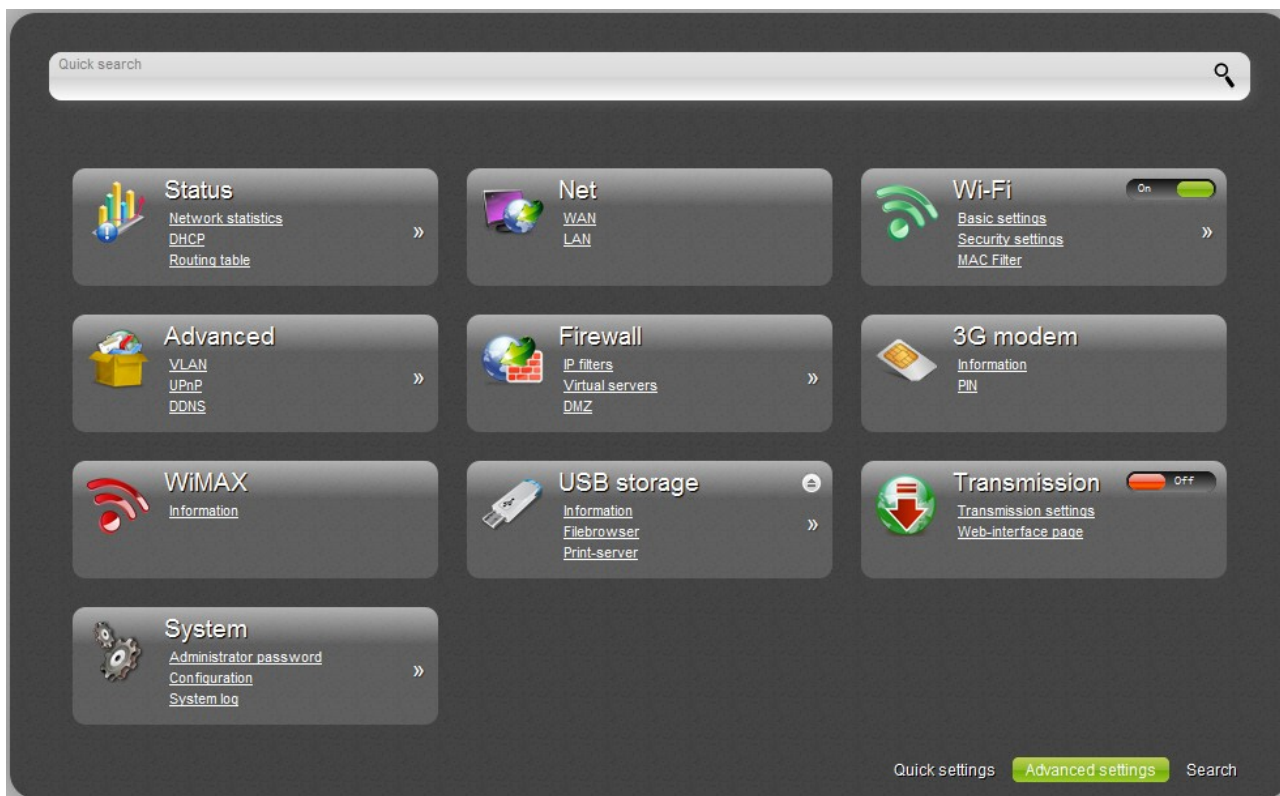 Quick search
Status
Network statistics
DHCP
Routing table
»
Net
WAN
LAN
Wi-Fi
On
Basic settings
Security settings
MAC Filter
»
Advanced
VLAN
UPnP
DDNS
»
Firewall
IP filters
Virtual servers
DMZ
»
3G modem
Information
PIN
WiMAX
Information
USB storage
Information
Filebrowser
Print-server
»
Transmission
Off
Transmission settings
Web-interface page
System
Administrator password
Configuration
System log
»
Quick settings Advanced settings Search